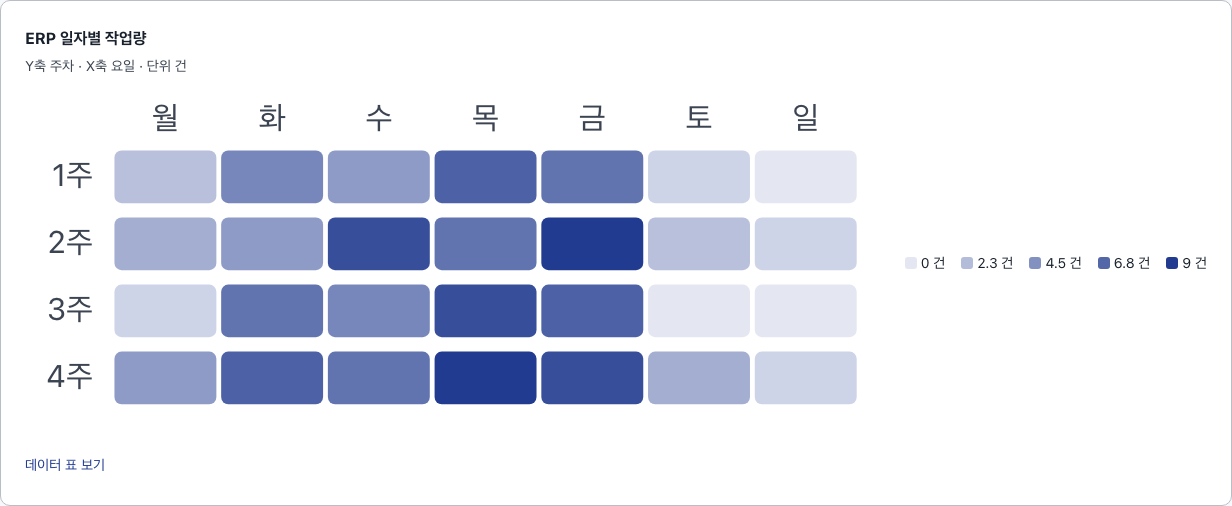 ERP 일자별 작업량
Y축 주차 · X축 요일 · 단위 건
월 화 수 목 금 토 일
1주
2주
0 건 2.3 건 4.5 건 6.8 건 9 건
3주
4주
데이터 표 보기